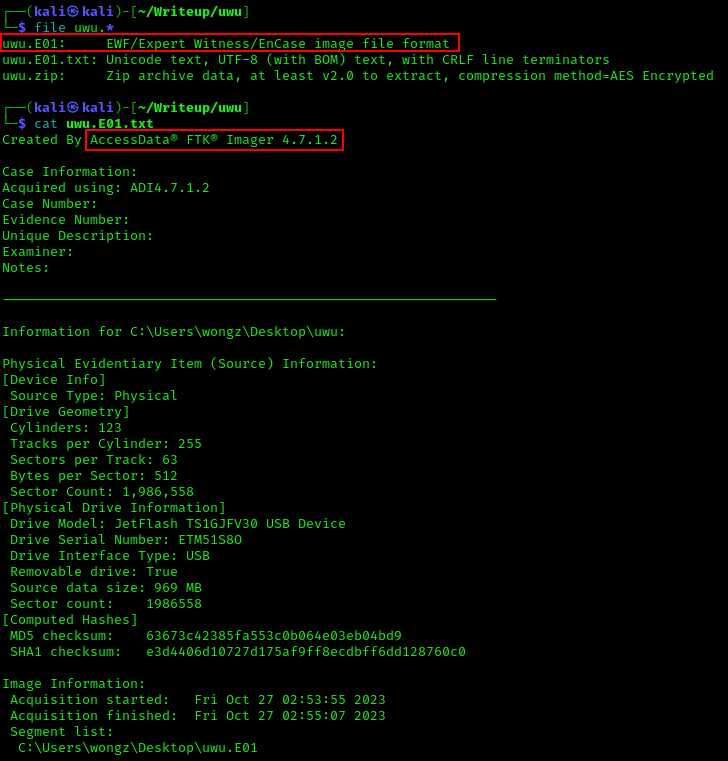 ┌──(kali㉿kali)-[~/Writeup/uwu]
└─$ file uwu.*
uwu.E01:     EWF/Expert Witness/EnCase image file format
uwu.E01.txt: Unicode text, UTF-8 (with BOM) text, with CRLF line terminators
uwu.zip:     Zip archive data, at least v2.0 to extract, compression method=AES Encrypted

┌──(kali㉿kali)-[~/Writeup/uwu]
└─$ cat uwu.E01.txt
Created By AccessData® FTK® Imager 4.7.1.2

Case Information:
Acquired using: ADI4.7.1.2
Case Number:
Evidence Number:
Unique Description:
Examiner:
Notes:

--------------------------------------------------------------

Information for C:\Users\wongz\Desktop\uwu:

Physical Evidentiary Item (Source) Information:
[Device Info]
 Source Type: Physical
[Drive Geometry]
 Cylinders: 123
 Tracks per Cylinder: 255
 Sectors per Track: 63
 Bytes per Sector: 512
 Sector Count: 1,986,558
[Physical Drive Information]
 Drive Model: JetFlash TS1GJFV30 USB Device
 Drive Serial Number: ETM51S8O
 Drive Interface Type: USB
 Removable drive: True
 Source data size: 969 MB
 Sector count:    1986558
[Computed Hashes]
 MD5 checksum:    63673c42385fa553c0b064e03eb04bd9
 SHA1 checksum:   e3d4406d10727d175af9ff8ecdbff6dd128760c0

Image Information:
 Acquisition started:   Fri Oct 27 02:53:55 2023
 Acquisition finished:  Fri Oct 27 02:55:07 2023
 Segment list:
  C:\Users\wongz\Desktop\uwu.E01